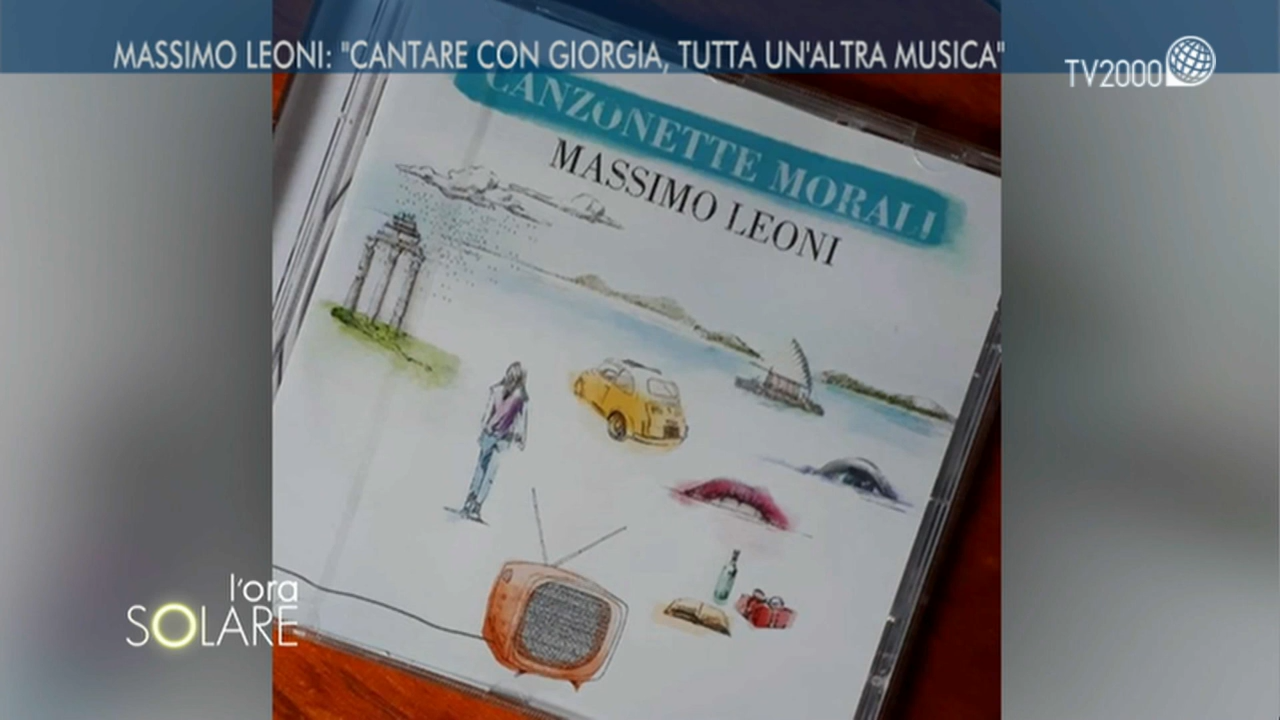 MASSIMO LEONI: "CANTARE CON GIORGIA, TUTTA UN'ALTRA MUSICA"
TV2000
CANZONETTE MORALI
MASSIMO LEONI
l'ora
SOLARE